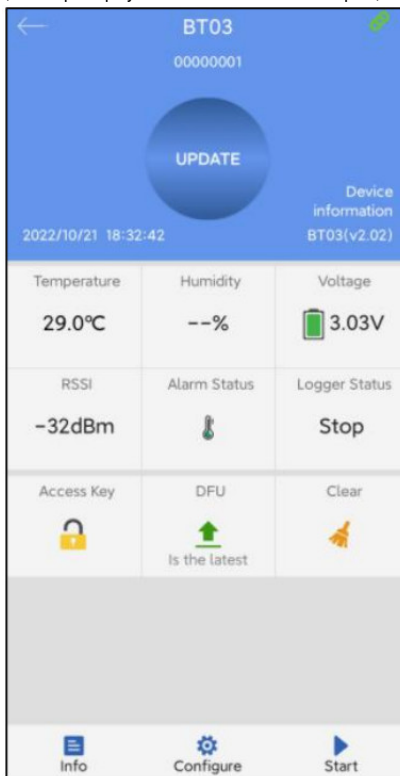 BT03
00000001
UPDATE
Device
information
2022/10/21 18:32:42
BT03(v2.02)
Temperature
Humidity
Voltage
29.0℃
--%
3.03V
RSSI
Alarm Status
Logger Status
-32dBm
Stop
Access Key
DFU
Clear
Is the latest
Info
Configure
Start